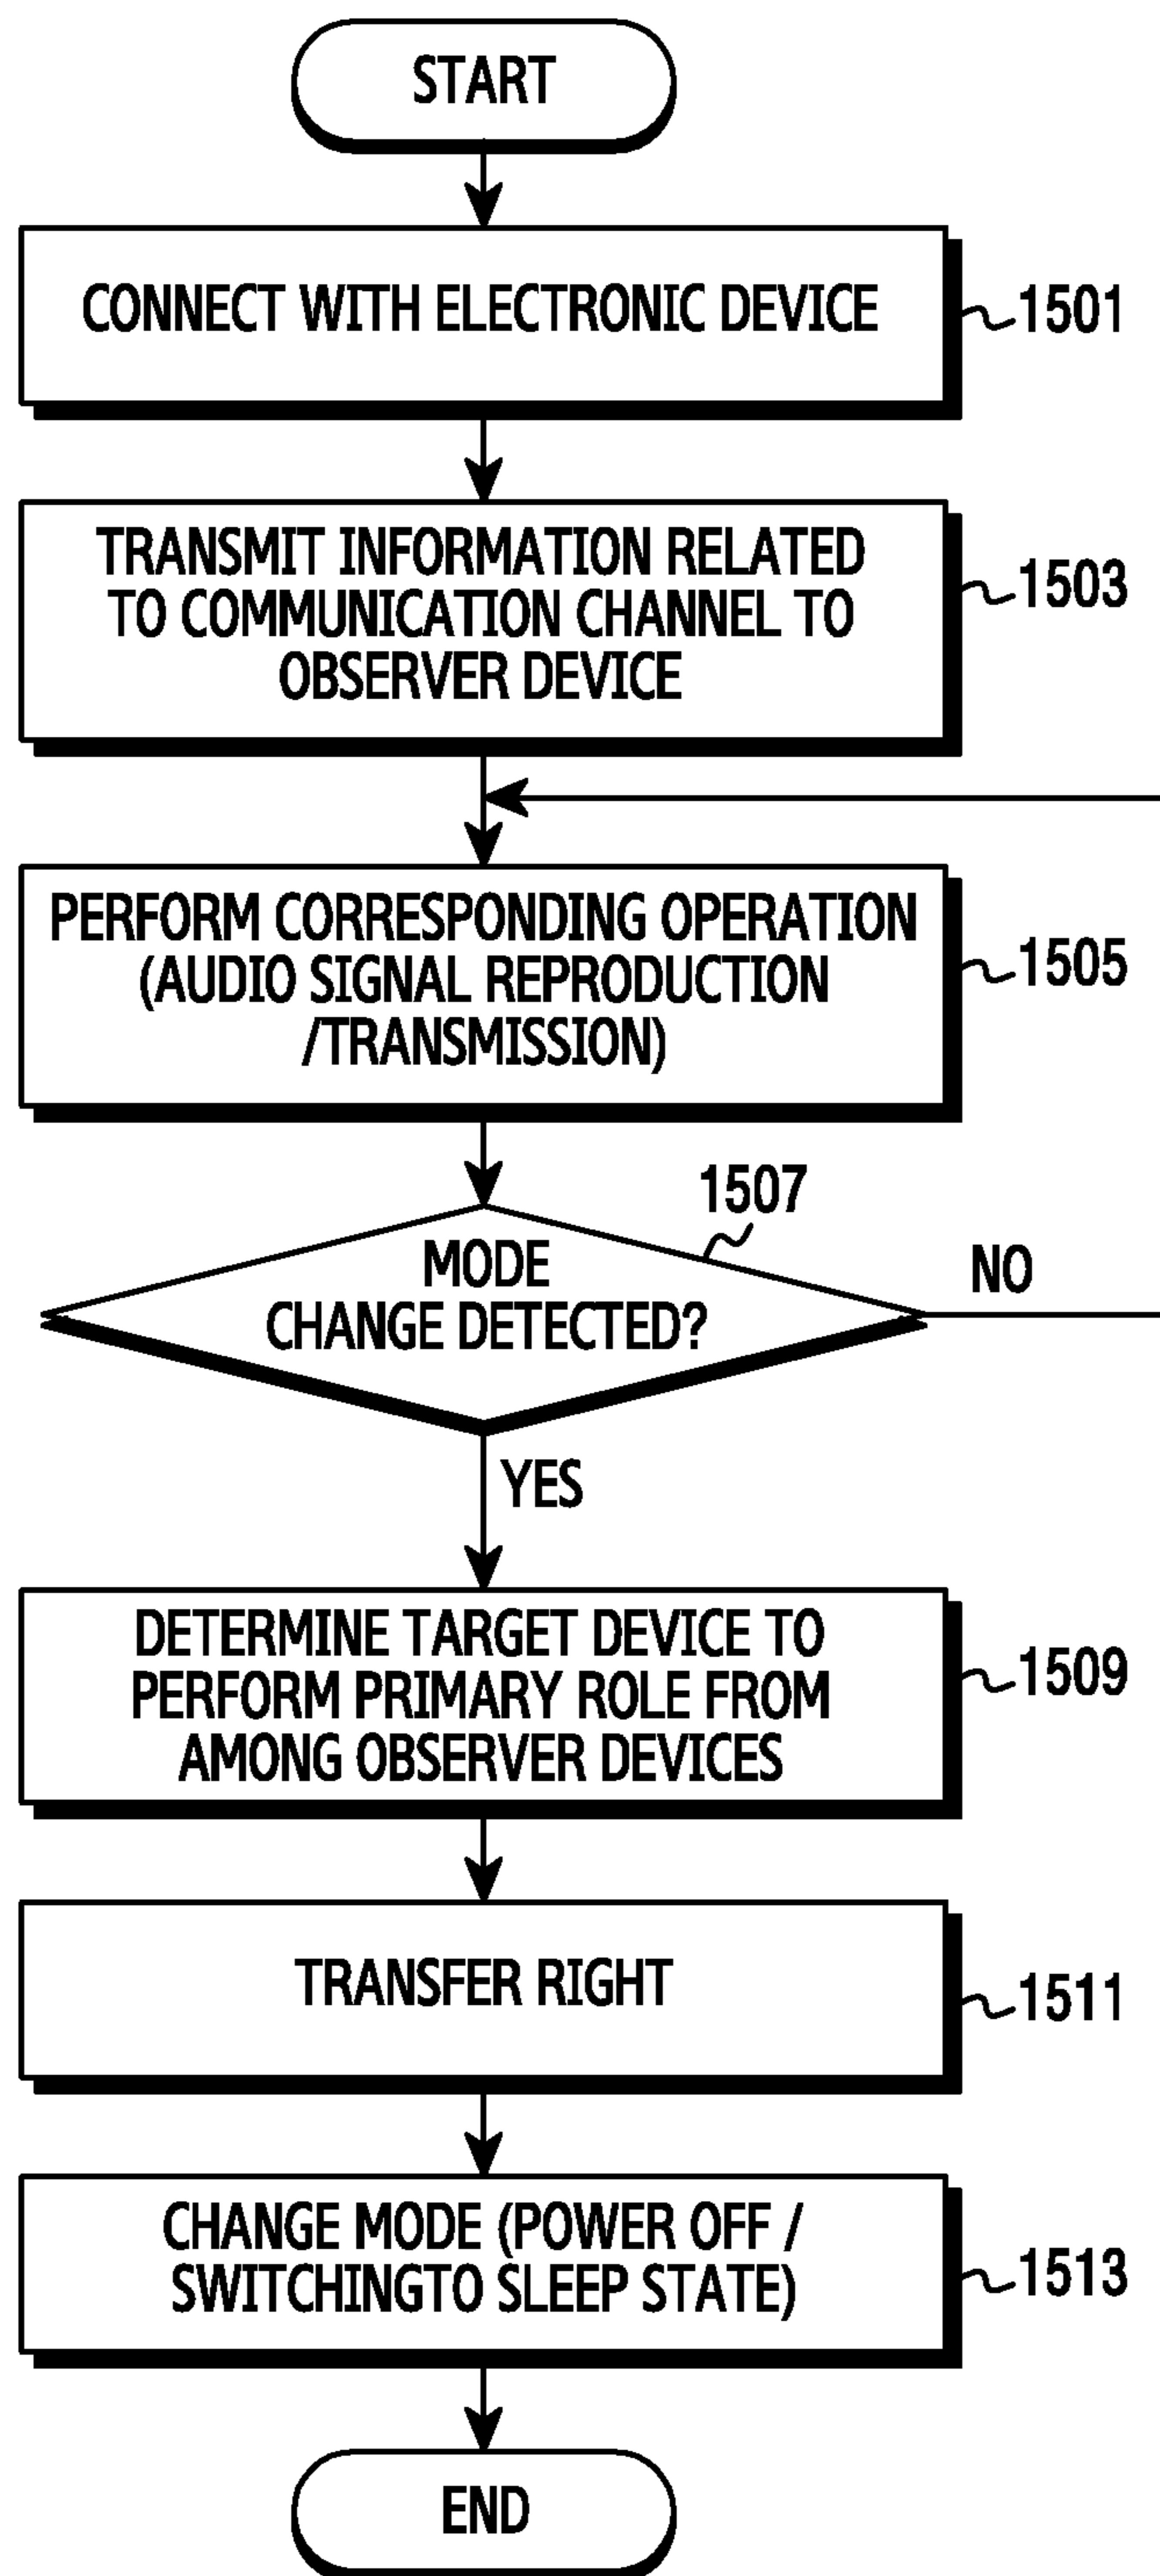 START
CONNECT WITH ELECTRONIC DEVICE
1501
TRANSMIT INFORMATION RELATED
TO COMMUNICATION CHANNEL TO
OBSERVER DEVICE
1503
PERFORM CORRESPONDING OPERATION
(AUDIO SIGNAL REPRODUCTION
/TRANSMISSION)
1505
1507
MODE
CHANGE DETECTED?
NO
YES
DETERMINE TARGET DEVICE TO
PERFORM PRIMARY ROLE FROM
AMONG OBSERVER DEVICES
1509
TRANSFER RIGHT
1511
CHANGE MODE (POWER OFF /
SWITCHINGTO SLEEP STATE)
1513
END